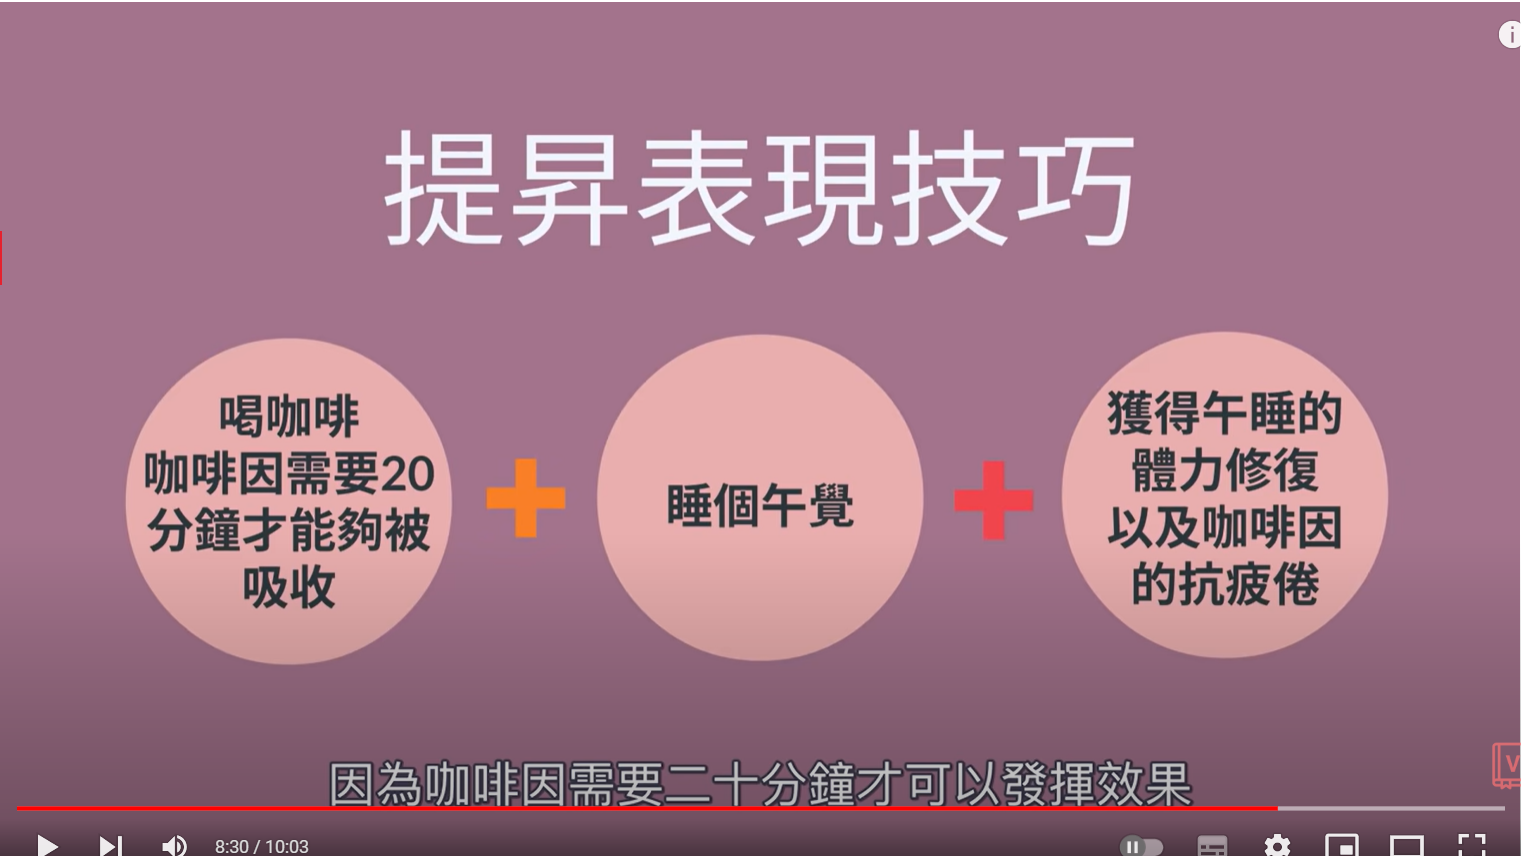 提昇表現技巧
喝咖啡
咖啡因需要20
分鐘才能夠被
吸收
睡個午覺
獲得午睡的
體力修復
以及咖啡因
的抗疲倦
因為咖啡因需要二十分鐘才可以發揮效果
8:30 / 10:03